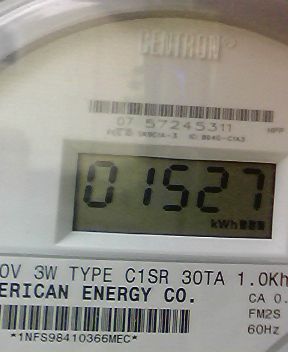 CENTRON®
07 57245311
01527
kWh
0V 3W TYPE C1SR 30TA 1.0Kh
ERICAN ENERGY CO.
CA 0.
FM2S
60Hz
*1NFS98410366MEC*